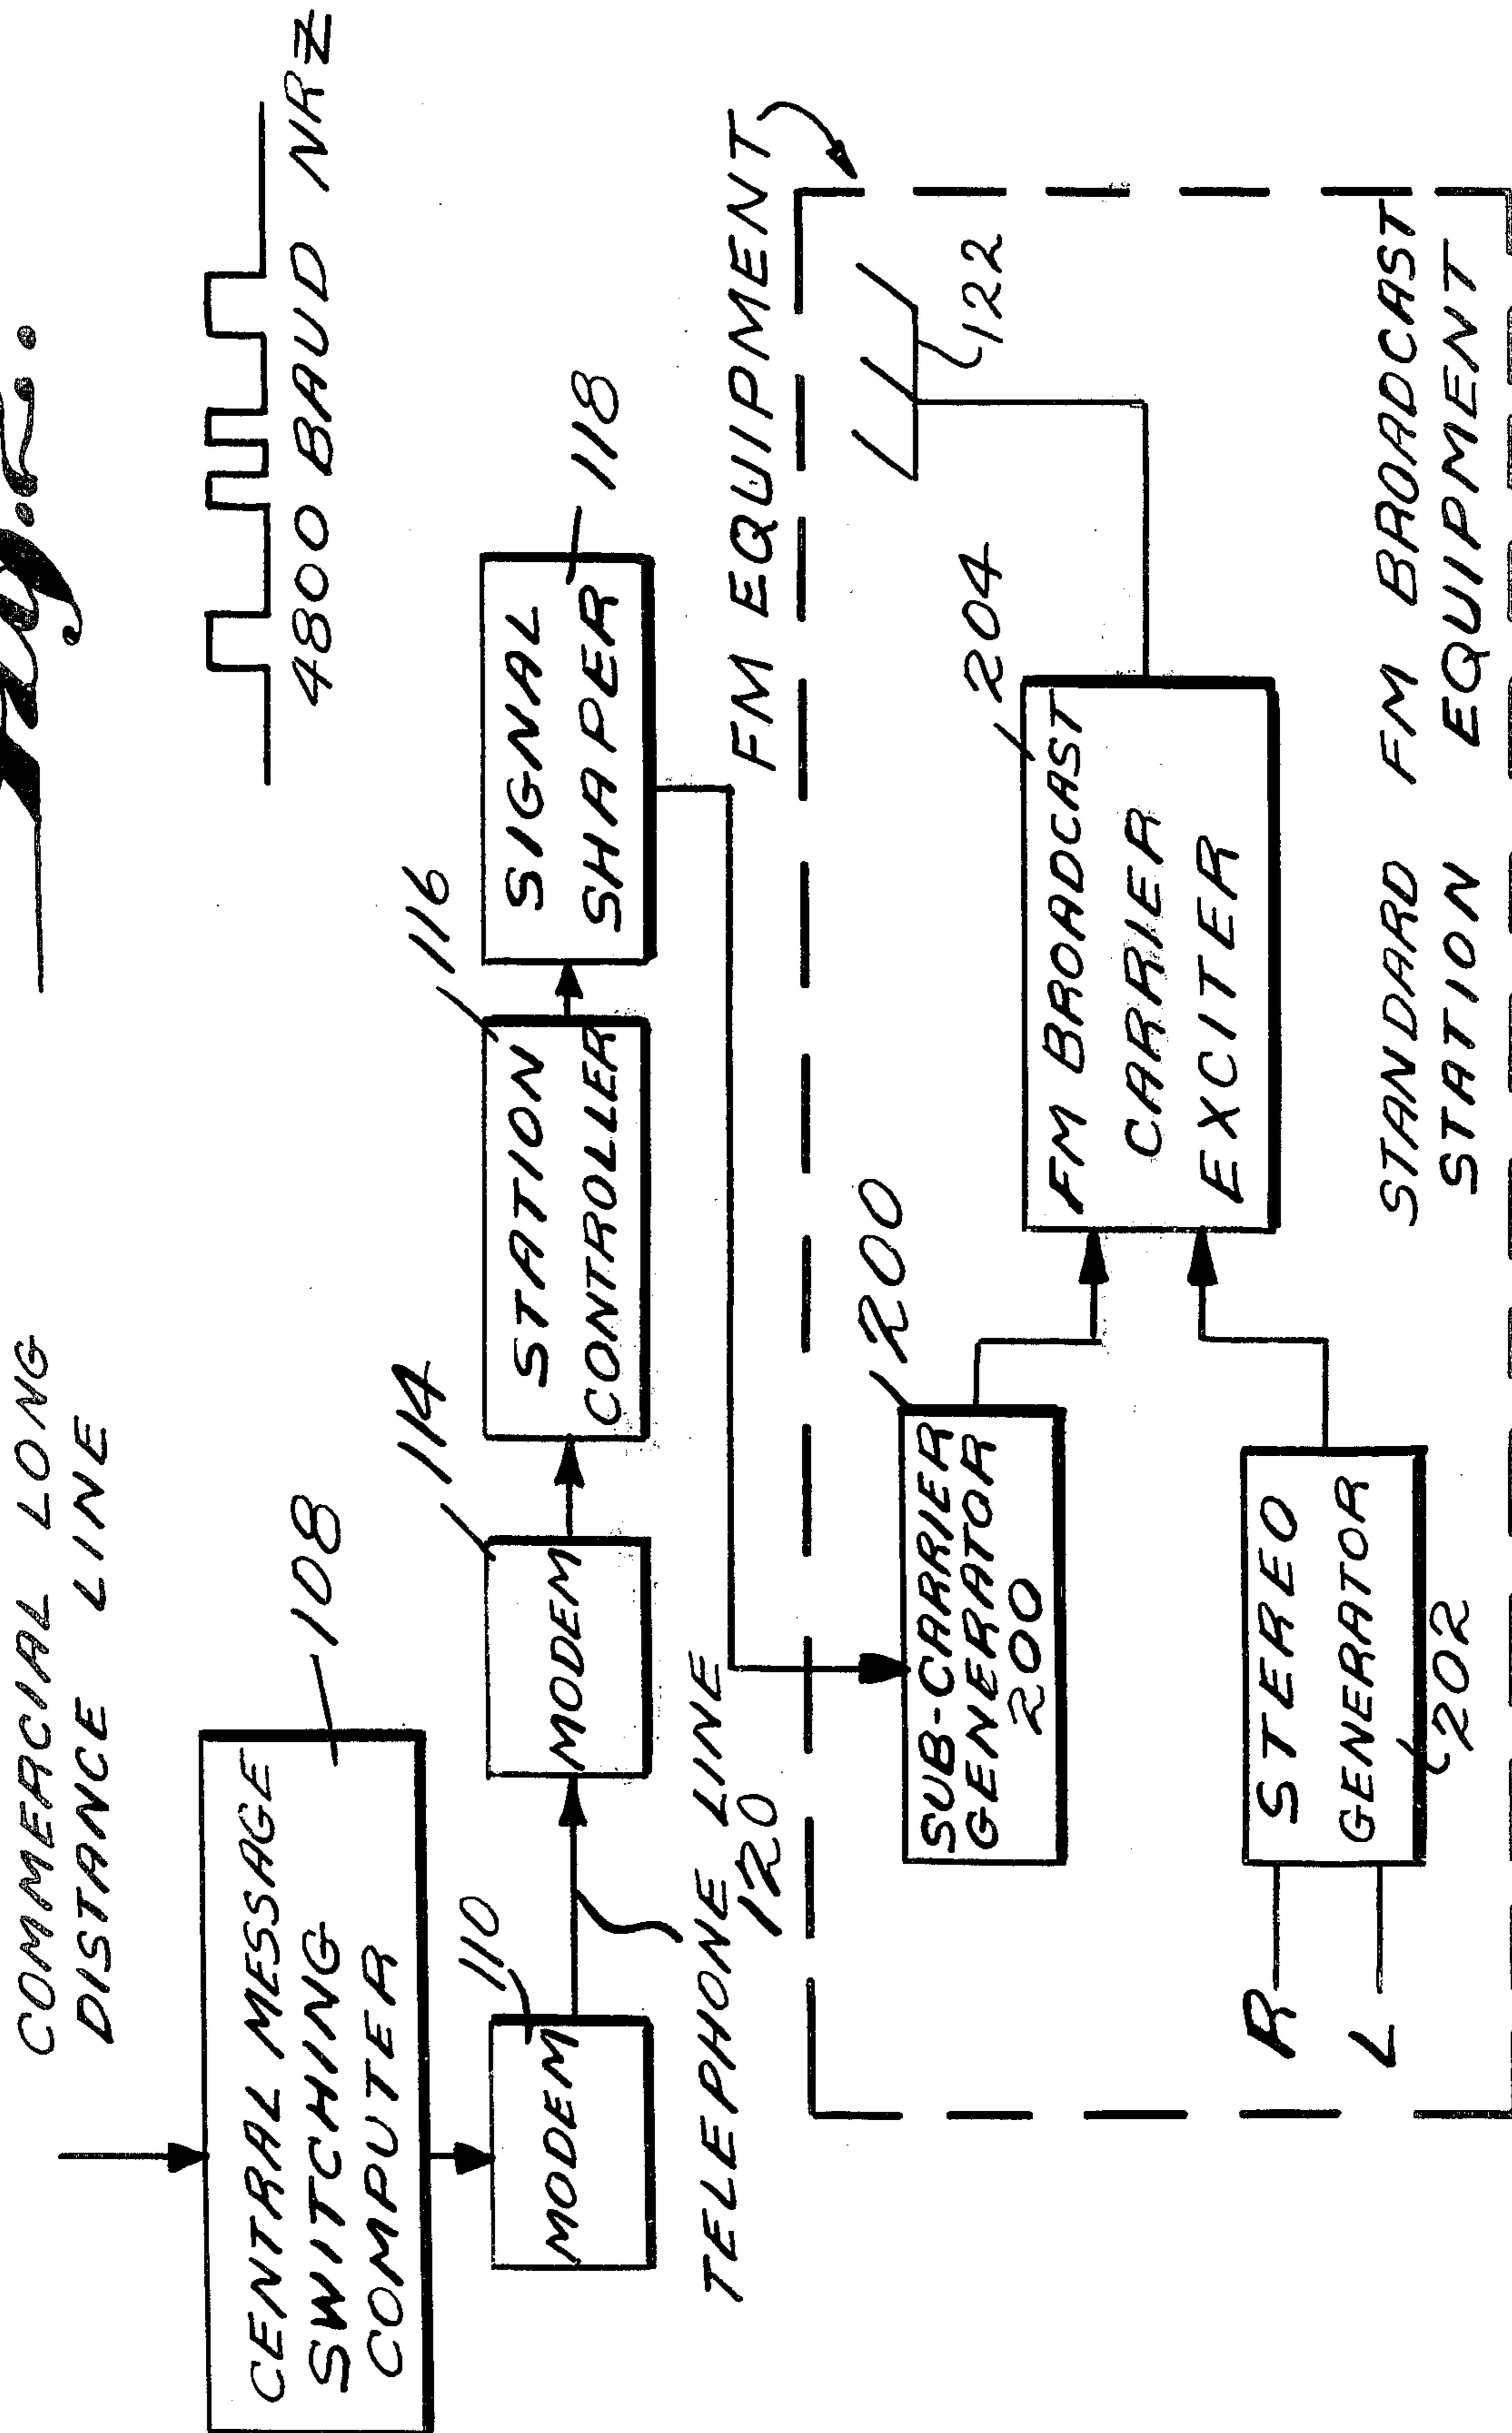 COMMERCIAL LONG
DISTANCE LINE
4800 BAUD NRZ
CENTRAL MESSAGE
SWITCHING
COMPUTER
108
110
MODEM
114
MODEM
116
STATION
CONTROLLER
SIGNAL
SHAPER
118
TELEPHONE LINE
120
FM EQUIPMENT
200
SUB-CARRIER
GENERATOR
200
204
FM BROADCAST
CARRIER
EXCITER
122
R
L
STEREO
GENERATOR
202
STANDARD FM BROADCAST
STATION EQUIPMENT